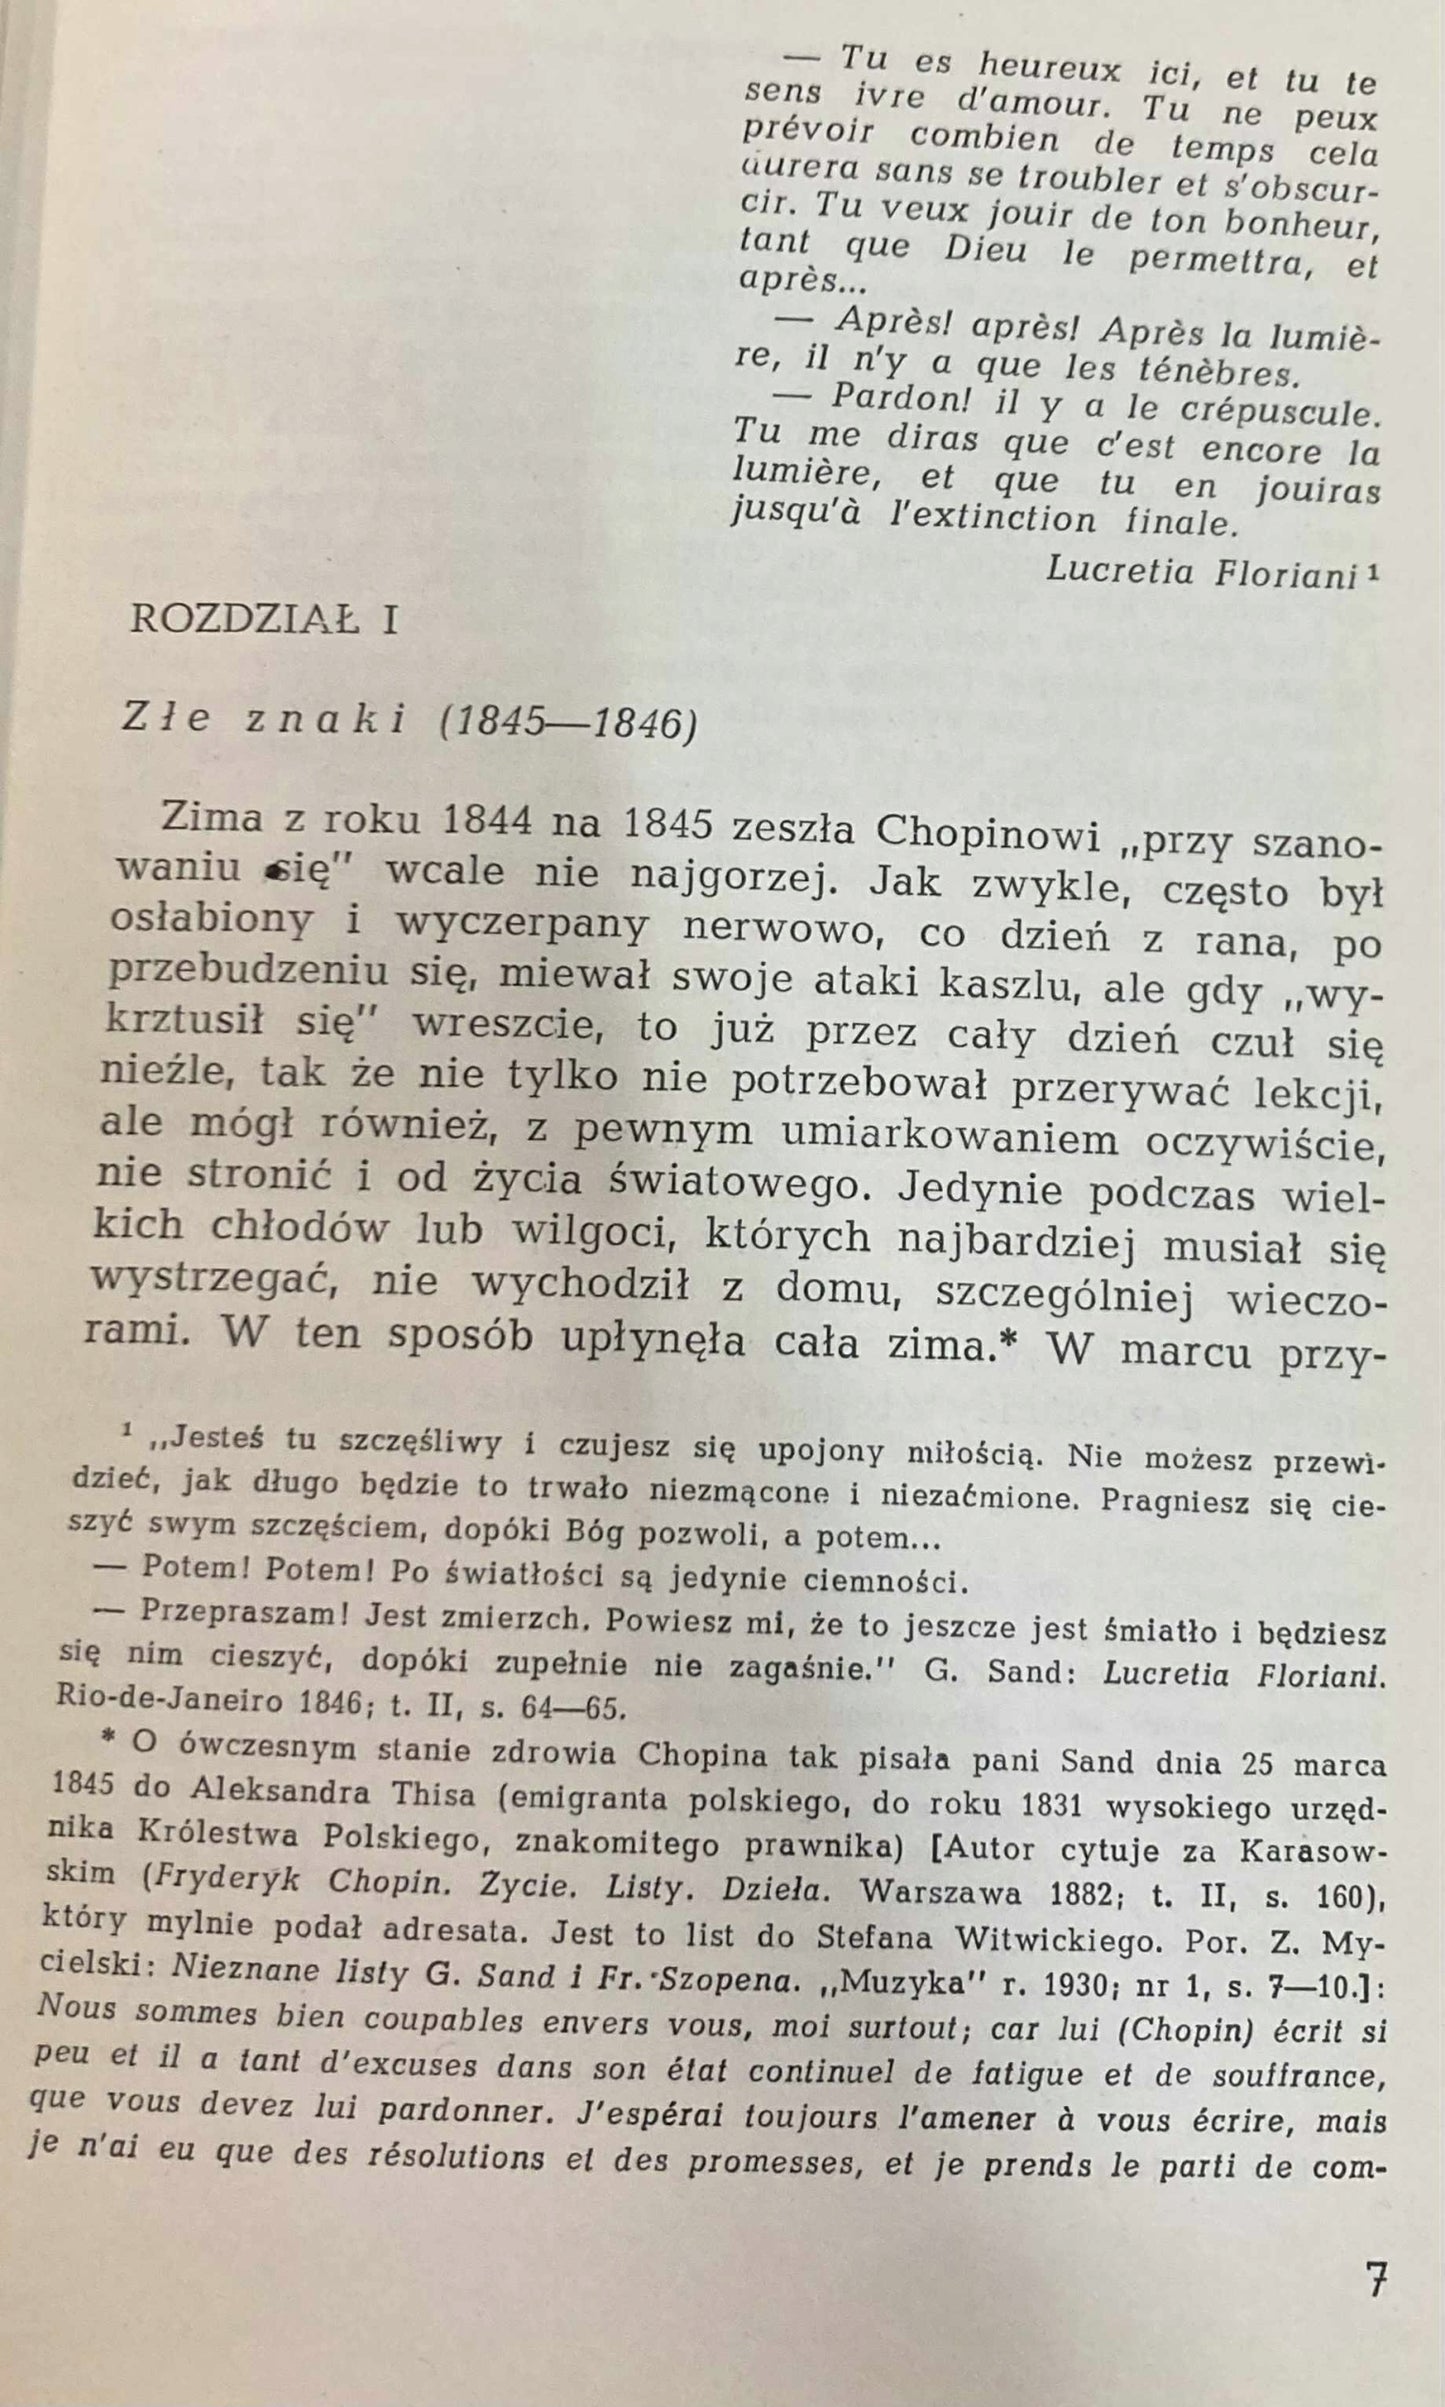 — Tu es heureux ici, et tu te
sens ivre d'amour. Tu ne peux
prévoir combien de temps cela
durera sans se troubler et s'obscur-
cir. Tu veux jouir de ton bonheur,
tant que Dieu le permettra, et
après...
— Après! après! Après la lumiè-
re, il n'y a que les ténèbres.
— Pardon! il y a le crépuscule.
Tu me diras que c'est encore la
lumière, et que tu en jouiras
jusqu'à l'extinction finale.
Lucretia Floriani ¹
ROZDZIAŁ I
Złe znaki (1845—1846)
Zima z roku 1844 na 1845 zeszła Chopinowi „przy szano-
waniu się" wcale nie najgorzej. Jak zwykle, często był
osłabiony i wyczerpany nerwowo, co dzień z rana, po
przebudzeniu się, miewał swoje ataki kaszlu, ale gdy „wy-
krztusił się" wreszcie, to już przez cały dzień czuł się
nieźle, tak że nie tylko nie potrzebował przerywać lekcji,
ale mógł również, z pewnym umiarkowaniem oczywiście,
nie stronić i od życia światowego. Jedynie podczas wiel-
kich chłodów lub wilgoci, których najbardziej musiał się
wystrzegać, nie wychodził z domu, szczególniej wieczo-
rami. W ten sposób upłynęła cała zima.* W marcu przy-
¹ „Jesteś tu szczęśliwy i czujesz się upojony miłością. Nie możesz przewi-
dzieć, jak długo będzie to trwało niezmącone i niezaćmione. Pragniesz się cie-
szyć swym szczęściem, dopóki Bóg pozwoli, a potem...
— Potem! Potem! Po światłości są jedynie ciemności.
— Przepraszam! Jest zmierzch. Powiesz mi, że to jeszcze jest śmiatło i będziesz
się nim cieszyć, dopóki zupełnie nie zagaśnie." G. Sand: Lucretia Floriani.
Rio-de-Janeiro 1846; t. II, s. 64—65.
* O ówczesnym stanie zdrowia Chopina tak pisała pani Sand dnia 25 marca
1845 do Aleksandra Thisa (emigranta polskiego, do roku 1831 wysokiego urzęd-
nika Królestwa Polskiego, znakomitego prawnika) [Autor cytuje za Karasow-
skim (Fryderyk Chopin. Życie. Listy. Dzieła. Warszawa 1882; t. II, s. 160),
który mylnie podał adresata. Jest to list do Stefana Witwickiego. Por. Z. My-
cielski: Nieznane listy G. Sand i Fr. Szopena. „Muzyka" r. 1930; nr 1, s. 7—10.]:
Nous sommes bien coupables envers vous, moi surtout; car lui (Chopin) écrit si
peu et il a tant d'excuses dans son état continuel de fatigue et de souffrance,
que vous devez lui pardonner. J'espérai toujours l'amener à vous écrire, mais
je n'ai eu que des résolutions et des promesses, et je prends le parti de com-
7